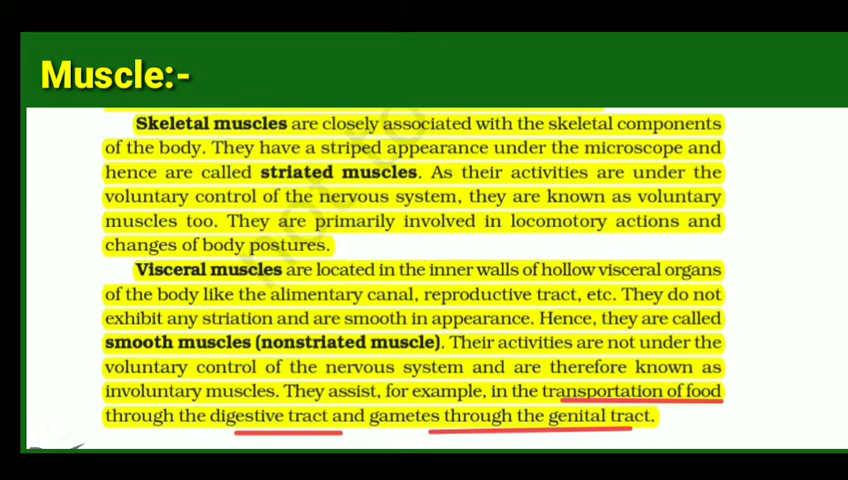 Muscle:-
Skeletal muscles are closely associated with the skeletal components
of the body. They have a striped appearance under the microscope and
hence are called striated muscles. As their activities are under the
voluntary control of the nervous system, they are known as voluntary
muscles too. They are primarily involved in locomotory actions and
changes of body postures.
Visceral muscles are located in the inner walls of hollow visceral organs
of the body like the alimentary canal, reproductive tract, etc. They do not
exhibit any striation and are smooth in appearance. Hence, they are called
smooth muscles (nonstriated muscle). Their activities are not under the
voluntary control of the nervous system and are therefore known as
involuntary muscles. They assist, for example, in the transportation of food
through the digestive tract and gametes through the genital tract.